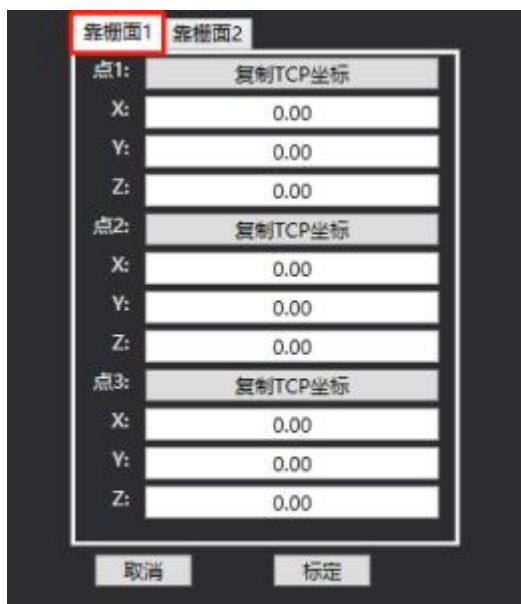 靠栅面1 靠栅面2
点1: 复制TCP坐标
X: 0.00
Y: 0.00
Z: 0.00
点2: 复制TCP坐标
X: 0.00
Y: 0.00
Z: 0.00
点3: 复制TCP坐标
X: 0.00
Y: 0.00
Z: 0.00
取消 标定